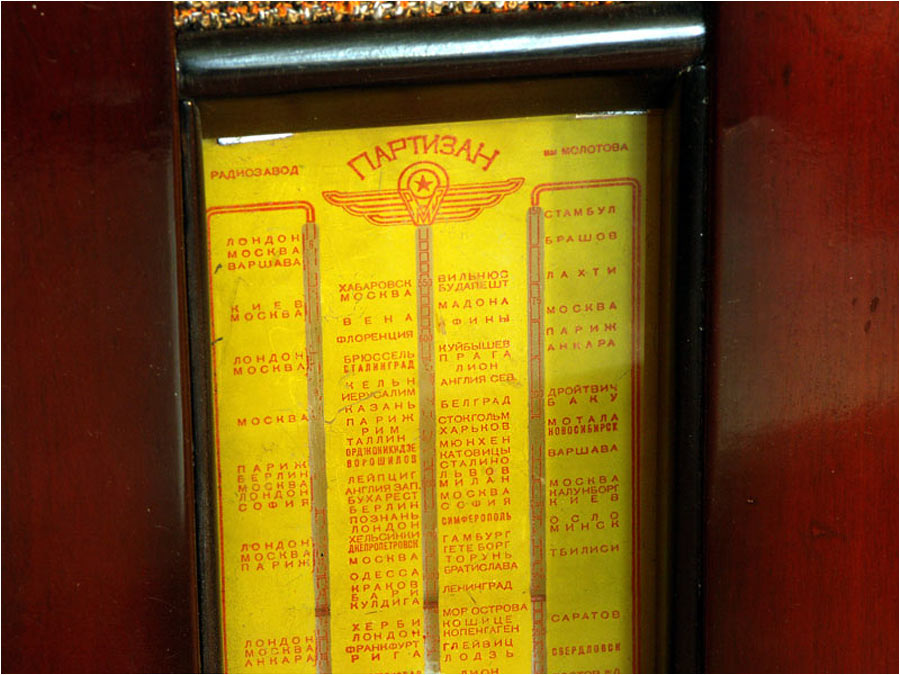 ПАРТИЗАН
РАДИОЗАВОД
им МОЛОТОВА
ЛОНДОН
МОСКВА
ВАРШАВА
КИЕВ
МОСКВА
ЛОНДОН
МОСКВА
МОСКВА
ПАРИЖ
БЕРЛИН
МОСКВА
ЛОНДОН
СОФИЯ
ЛОНДОН
МОСКВА
ПАРИЖ
ЛОНДОН
МОСКВА
АНКАРА
ХАБАРОВСК
МОСКВА
ВЕНА
ФЛОРЕНЦИЯ
БРЮССЕЛЬ
СТАЛИНГРАД
КЕЛЬН
ИЕРУСАЛИМ
КАЗАНЬ
ПАРИЖ
РИМ
ТАЛЛИН
ОРДЖОНИКИДЗЕ
ВОРОШИЛОВ
ЛЕЙПЦИГ
АНГЛИЯ ЗАП.
БУХАРЕСТ
БЕРЛИН
ПОЗНАНЬ
ЛОНДОН
ХЕЛЬСИНКИ
ДНЕПРОПЕТРОВСК
МОСКВА
ОДЕССА
КРАКОВ
БАРИ
КУЛДИГА
ХЕРБИ
ЛОНДОН
ФРАНКФУРТ
РИГА
ВИЛЬНЮС
БУДАПЕШТ
МАДОНА
ФИНЫ
КУЙБЫШЕВ
ПРАГА
ЛИОН
АНГЛИЯ СЕВ.
БЕЛГРАД
СТОКГОЛЬМ
ХАРЬКОВ
МЮНХЕН
КАТОВИЦЫ
СТАЛИНО
ЛЬВОВ
МИЛАН
МОСКВА
СОФИЯ
СИМФЕРОПОЛЬ
ГАМБУРГ
ГЕТЕБОРГ
ТОРУНЬ
БРАТИСЛАВА
ЛЕНИНГРАД
МОР ОСТРОВА
КОШИЦЕ
КОПЕНГАГЕН
ГЛЕЙВИЦ
ЛОДЗЬ
ЛИОН
СТАМБУЛ
БРАШОВ
ЛАХТИ
МОСКВА
ПАРИЖ
АНКАРА
ДРОЙТВИЧ
БАКУ
МОТАЛА
НОВОСИБИРСК
ВАРШАВА
МОСКВА
КАЛУНБОРГ
КИЕВ
ОСЛО
МИНСК
ТБИЛИСИ
САРАТОВ
СВЕРДЛОВСК